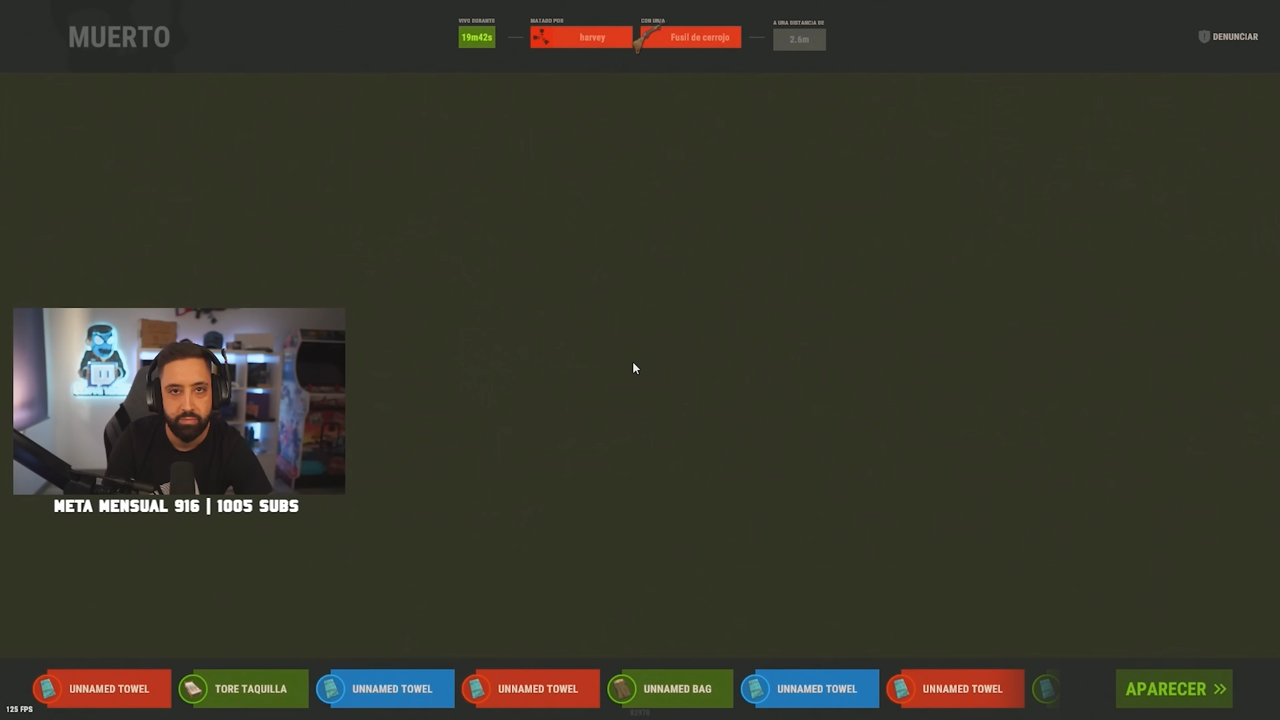 MUERTO
VIVO DURANTE
19m42s
MATADO POR
harvey
CON UN/A
Fusil de cerrojo
A UNA DISTANCIA DE
2.5m
DENUNCIAR
META MENSUAL 916 | 1005 SUBS
UNNAMED TOWEL
TORE TAQUILLA
UNNAMED TOWEL
UNNAMED TOWEL
UNNAMED BAG
UNNAMED TOWEL
UNNAMED TOWEL
APARECER >>
125 FPS